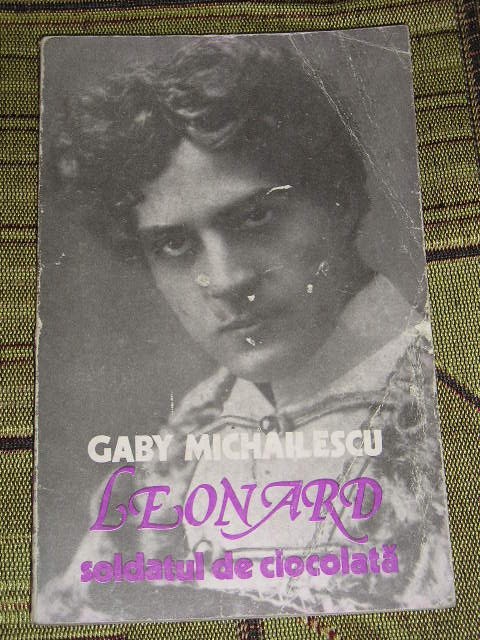 GABY MICHAILESCU
LEONARD
soldatul de ciocolată